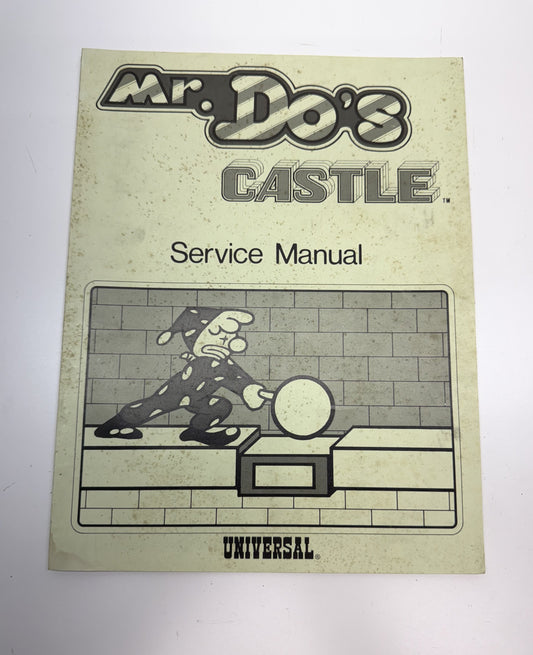 Mr. Do's
CASTLE ™
Service Manual
UNIVERSAL®